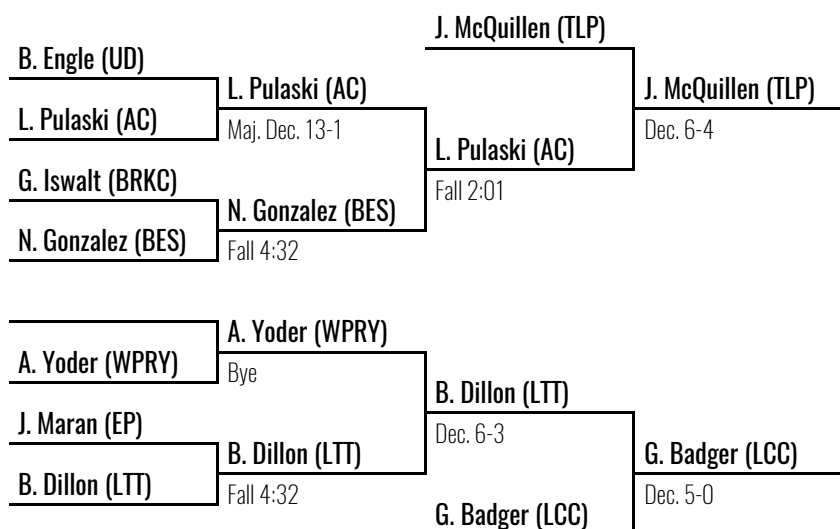 J. McQuillen (TLP)
B. Engle (UD)
L. Pulaski (AC)
J. McQuillen (TLP)
L. Pulaski (AC)
Maj. Dec. 13-1
Dec. 6-4
L. Pulaski (AC)
G. Iswalt (BRKC)
Fall 2:01
N. Gonzalez (BES)
N. Gonzalez (BES)
Fall 4:32
A. Yoder (WPRY)
A. Yoder (WPRY)
Bye
B. Dillon (LTT)
J. Maran (EP)
Dec. 6-3
B. Dillon (LTT)
G. Badger (LCC)
B. Dillon (LTT)
Fall 4:32
Dec. 5-0
G. Badger (LCC)